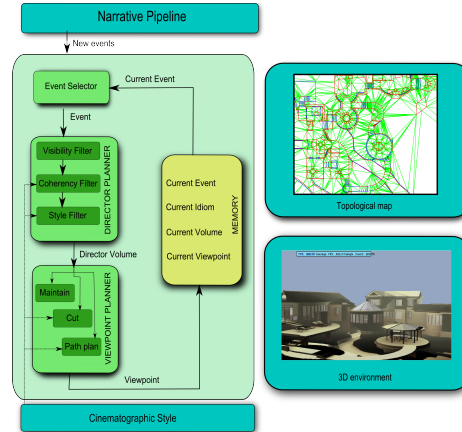 Narrative Pipeline
New events
Current Event
Event Selector
Event
Visibility Filter
Coherency Filter
Style Filter
DIRECTOR PLANNER
Director Volume
Maintain
Cut
Path plan
VIEWPOINT PLANNER
Viewpoint
Current Event
Current Idiom
Current Volume
Current Viewpoint
MEMORY
Cinematographic Style
Topological map
3D environment